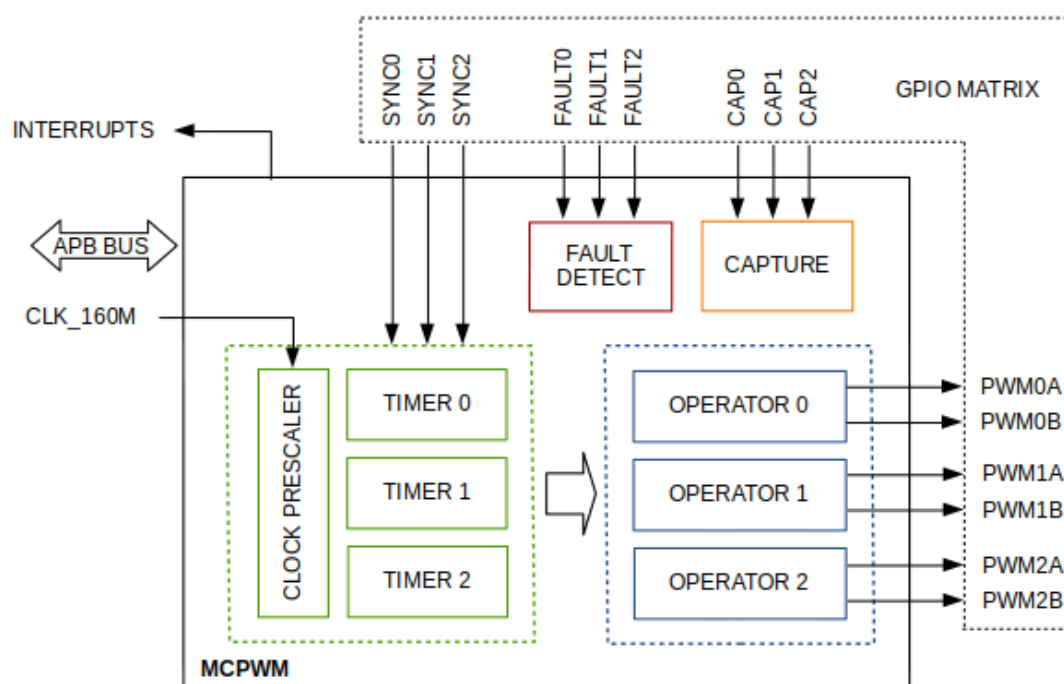 SYNC0
SYNC1
SYNC2
FAULT0
FAULT1
FAULT2
CAP0
CAP1
CAP2
GPIO MATRIX
INTERRUPTS
APB BUS
FAULT
DETECT
CAPTURE
CLK_160M
CLOCK PRESCALER
TIMER 0
TIMER 1
TIMER 2
OPERATOR 0
OPERATOR 1
OPERATOR 2
PWM0A
PWM0B
PWM1A
PWM1B
PWM2A
PWM2B
MCPWM